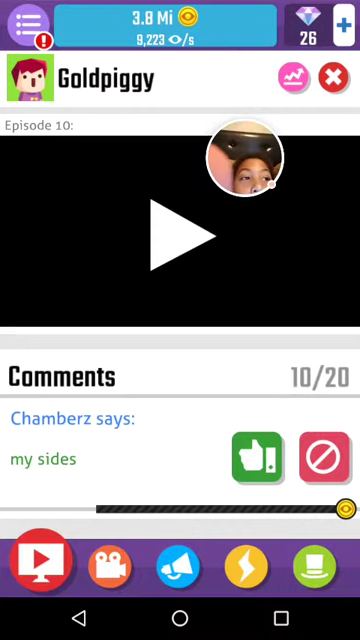 3.8 Mi
9,223 /s
26
Goldpiggy
Episode 10:
Comments
10/20
Chamberz says:
my sides